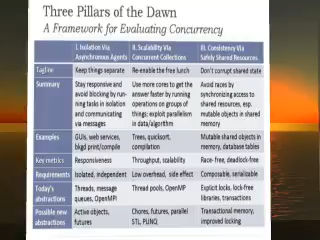 Three Pillars of the Dawn
A Framework for Evaluating Concurrency
I. Isolation Via
Asynchronous Agents
II. Scalability Via
Concurrent Collections
III. Consistency Via
Safely Shared Resources
Tagline
Keep things separate
Re-enable the free lunch
Don't corrupt shared state
Summary
Stay responsive and
avoid blocking by run-
ning tasks in isolation
and communicating
via messages
Use more cores to get the
answer faster by running
operations on groups of
things; exploit parallelism
in data/algorithm
Avoid races by
synchronizing access to
shared resources, esp.
mutable objects in shared
memory
Examples
GUIs, web services,
bkgd print/compile
Trees, quicksort,
compilation
Mutable shared objects in
memory, database tables
Key metrics
Responsiveness
Throughput, scalability
Race-free, deadlock-free
Requirements
Isolated, independent
Low overhead, side effect
Composable, serializable
Today's
abstractions
Threads, message
queues, OpenMPI
Thread pools, OpenMP
Explicit locks, lock-free
libraries, transactions
Possible new
abstractions
Active objects,
futures
Chores, futures, parallel
STL, PLINQ
Transactional memory,
improved locking